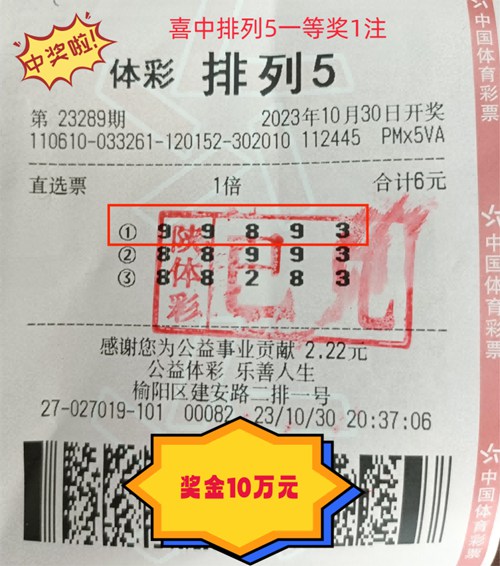 喜中排列5一等奖1注
中奖啦!
体彩 排列5
第 23289期 2023年10月30日开奖
110610-033261-120152-302010 112445 PMx5VA
直选票 1倍 合计6元
① 9 9 8 9 3
② 8 8 9 9 3
③ 8 8 2 8 3
陕体彩
已兑
感谢您为公益事业贡献 2.22元
公益体彩 乐善人生
榆阳区建安路二排一号
27-027019-101 00082 23/10/30 20:37:06
奖金10万元
中国体育彩票
中国体育彩票